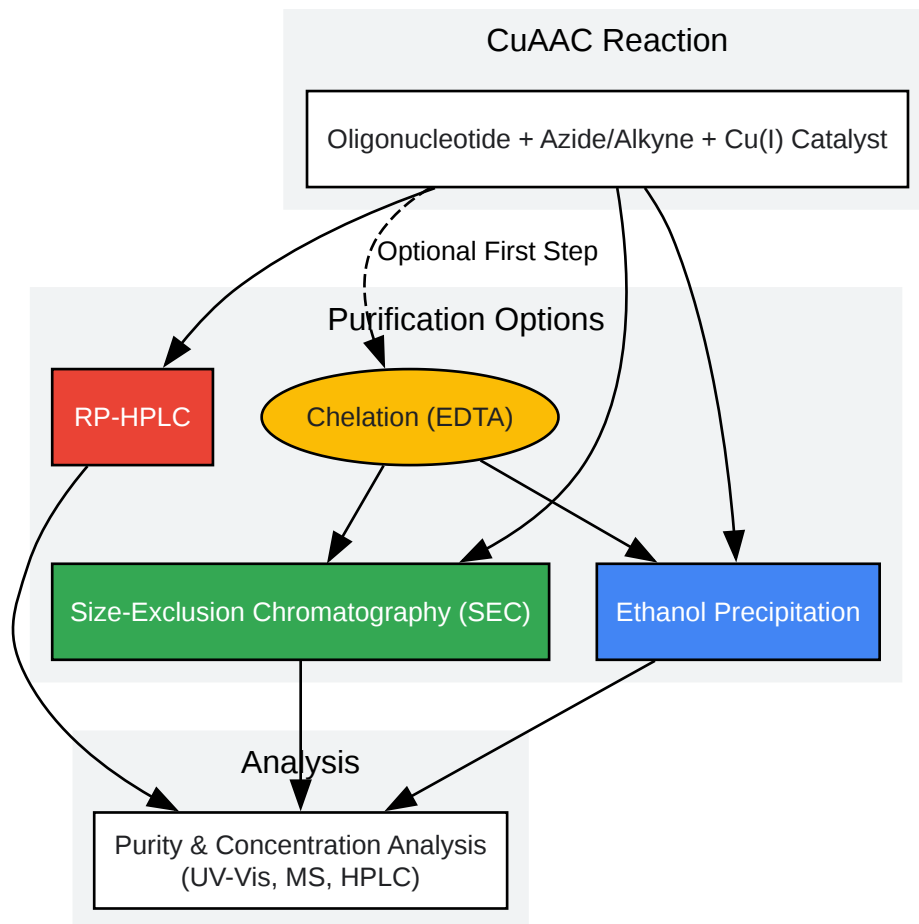 CuAAC Reaction
Oligonucleotide + Azide/Alkyne + Cu(I) Catalyst
Optional First Step
Purification Options
RP-HPLC
Chelation (EDTA)
Size-Exclusion Chromatography (SEC)
Ethanol Precipitation
Analysis
Purity & Concentration Analysis
(UV-Vis, MS, HPLC)